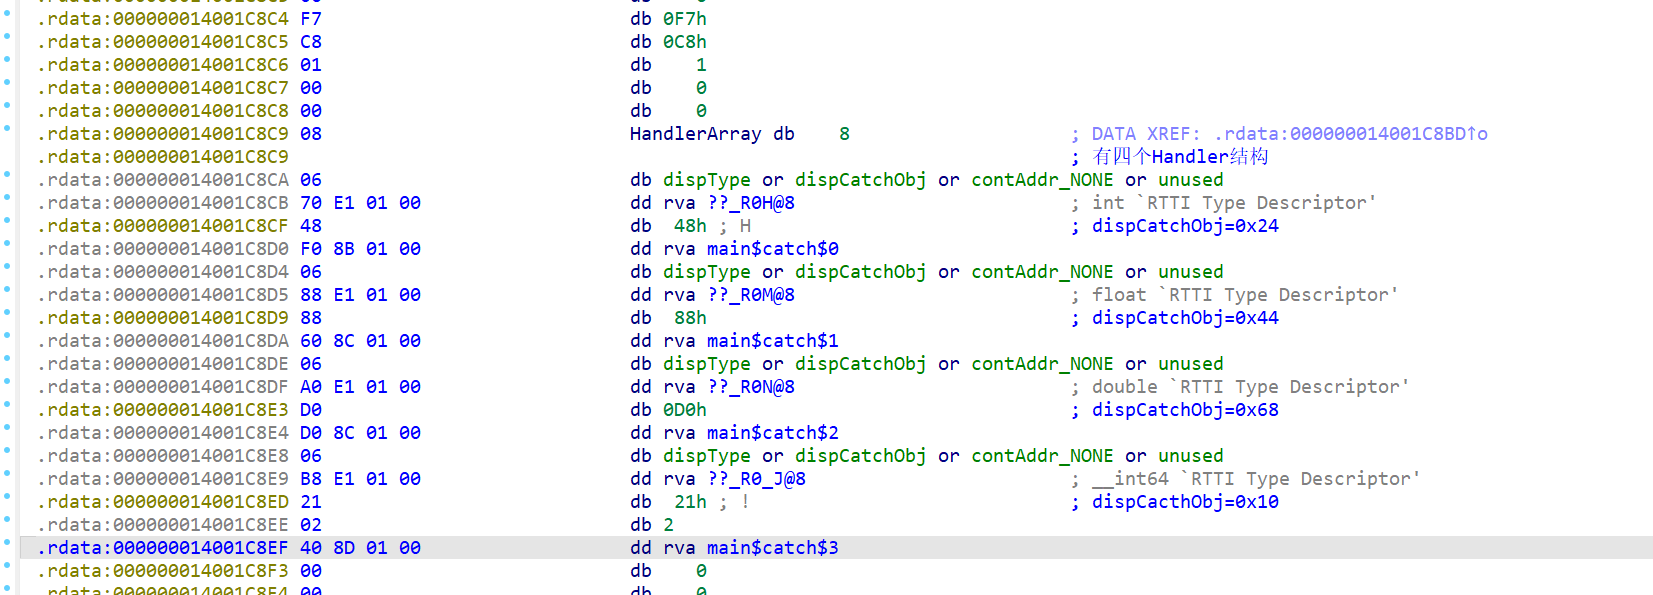 .rdata:000000014001C8C4 F7 db 0F7h
.rdata:000000014001C8C5 C8 db 0C8h
.rdata:000000014001C8C6 01 db 1
.rdata:000000014001C8C7 00 db 0
.rdata:000000014001C8C8 00 db 0
.rdata:000000014001C8C9 08 HandlerArray db 8 ; DATA XREF: .rdata:000000014001C8BD↑o
.rdata:000000014001C8C9 ; 有四个Handler结构
.rdata:000000014001C8CA 06 db dispType or dispCatchObj or contAddr_NONE or unused
.rdata:000000014001C8CB 70 E1 01 00 dd rva ??_R0H@8 ; int `RTTI Type Descriptor'
.rdata:000000014001C8CF 48 db 48h ; H ; dispCatchObj=0x24
.rdata:000000014001C8D0 F0 8B 01 00 dd rva main$catch$0
.rdata:000000014001C8D4 06 db dispType or dispCatchObj or contAddr_NONE or unused
.rdata:000000014001C8D5 88 E1 01 00 dd rva ??_R0M@8 ; float `RTTI Type Descriptor'
.rdata:000000014001C8D9 88 db 88h ; dispCatchObj=0x44
.rdata:000000014001C8DA 60 8C 01 00 dd rva main$catch$1
.rdata:000000014001C8DE 06 db dispType or dispCatchObj or contAddr_NONE or unused
.rdata:000000014001C8DF A0 E1 01 00 dd rva ??_R0N@8 ; double `RTTI Type Descriptor'
.rdata:000000014001C8E3 D0 db 0D0h ; dispCatchObj=0x68
.rdata:000000014001C8E4 D0 8C 01 00 dd rva main$catch$2
.rdata:000000014001C8E8 06 db dispType or dispCatchObj or contAddr_NONE or unused
.rdata:000000014001C8E9 B8 E1 01 00 dd rva ??_R0_J@8 ; __int64 `RTTI Type Descriptor'
.rdata:000000014001C8ED 21 db 21h ; ! ; dispCacthObj=0x10
.rdata:000000014001C8EE 02 db 2
.rdata:000000014001C8EF 40 8D 01 00 dd rva main$catch$3
.rdata:000000014001C8F3 00 db 0
.rdata:000000014001C8F4 00 db 0